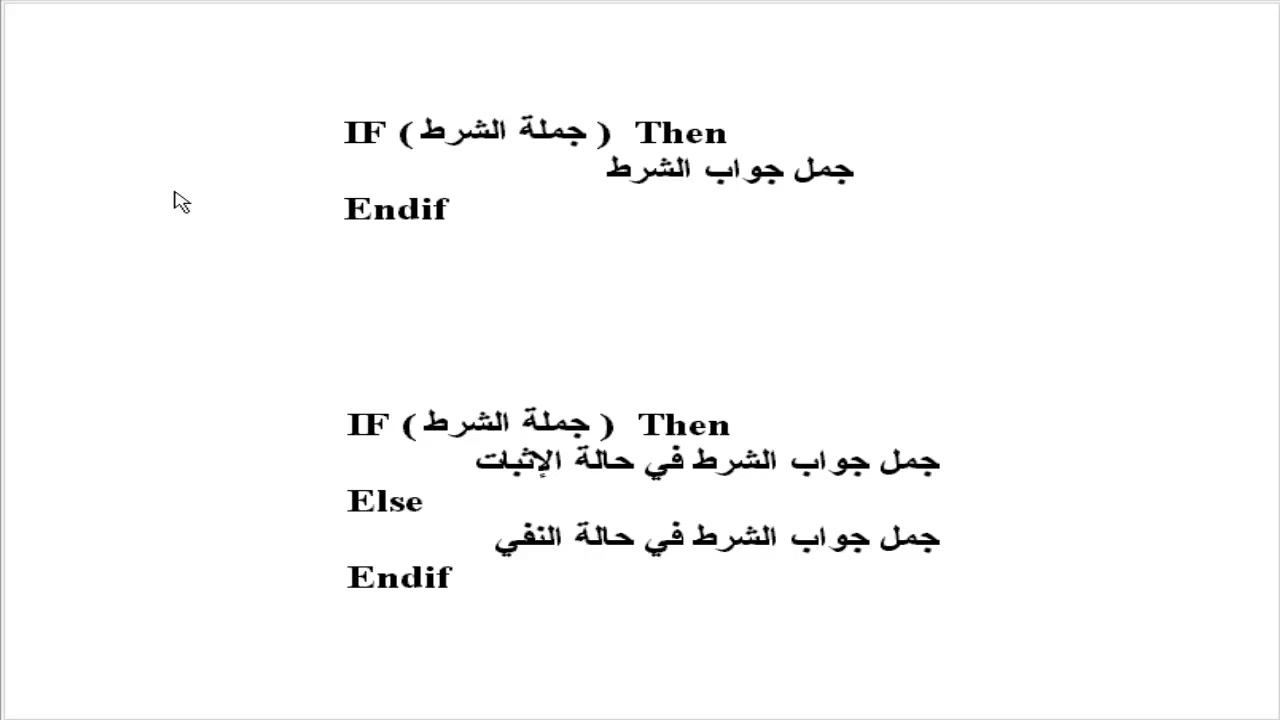 IF ( جملة الشرط ) Then
جمل جواب الشرط
Endif
IF ( جملة الشرط ) Then
جمل جواب الشرط في حالة الإثبات
Else
جمل جواب الشرط في حالة النفي
Endif